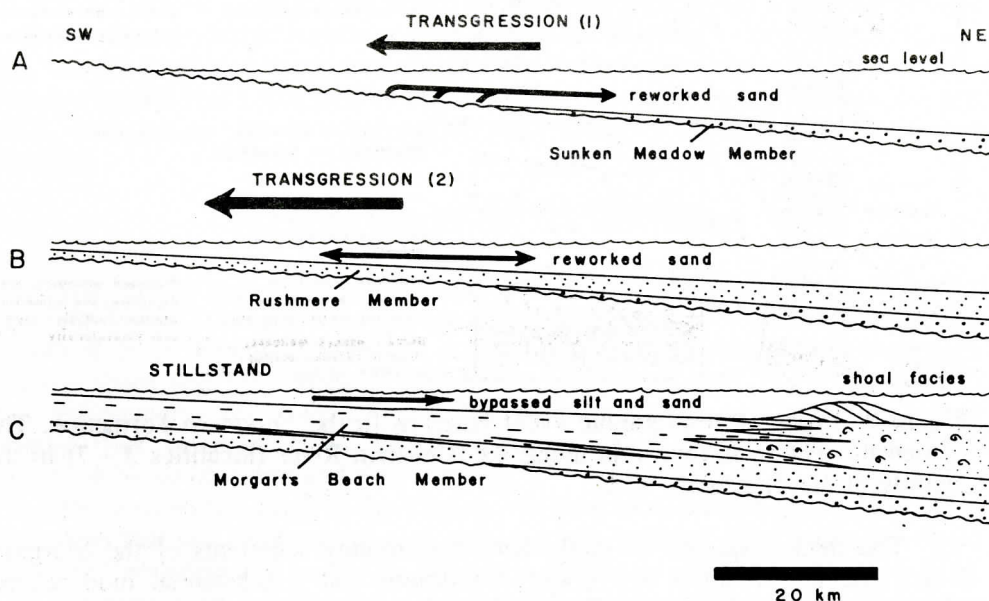 TRANSGRESSION (1)
SW
NE
A
sea level
reworked sand
Sunken Meadow Member
TRANSGRESSION (2)
B
reworked sand
Rushmere Member
STILLSTAND
shoal facies
bypassed silt and sand
C
Morgarts Beach Member
20 km